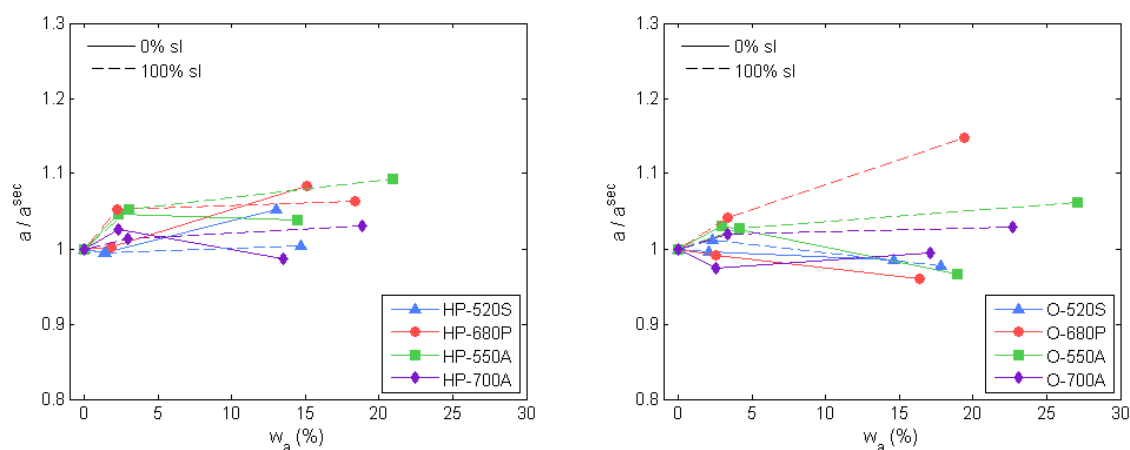 1.3
1.2
1.1
1
0.9
0.8
a / a^sec
0% sl
100% sl
HP-520S
HP-680P
HP-550A
HP-700A
0 5 10 15 20 25 30
w_a (%)
1.3
1.2
1.1
1
0.9
0.8
a / a^sec
0% sl
100% sl
O-520S
O-680P
O-550A
O-700A
0 5 10 15 20 25 30
w_a (%)